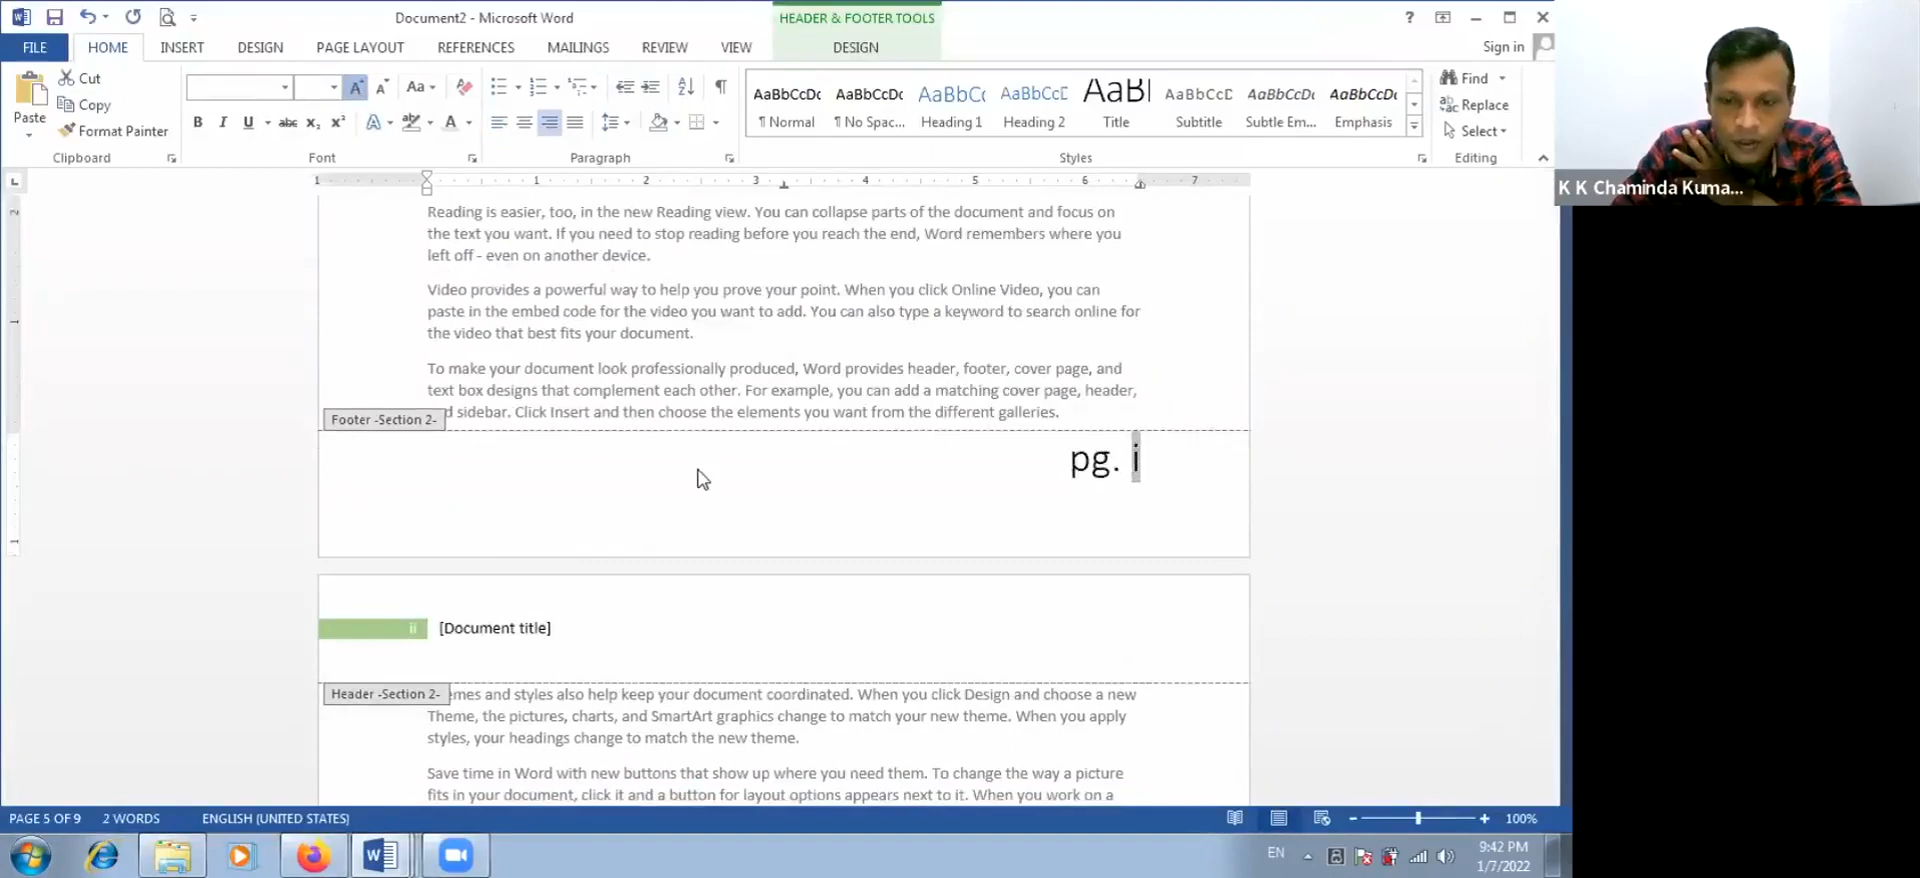 Document2 - Microsoft Word
HEADER & FOOTER TOOLS
?
FILE
HOME
INSERT
DESIGN
PAGE LAYOUT
REFERENCES
MAILINGS
REVIEW
VIEW
DESIGN
Sign in
Paste
Cut
Copy
Format Painter
Clipboard
Font
Paragraph
AaBbCcDc
¶ Normal
AaBbCcDc
¶ No Spac...
AaBbCc
Heading 1
AaBbCcD
Heading 2
AaBl
Title
AaBbCcD
Subtitle
AaBbCcDc
Subtle Em...
AaBbCcDc
Emphasis
Styles
Find
Replace
Select
Editing
K K Chaminda Kuma...
1 1 2 3 4 5 6 7
Reading is easier, too, in the new Reading view. You can collapse parts of the document and focus on
the text you want. If you need to stop reading before you reach the end, Word remembers where you
left off - even on another device.
Video provides a powerful way to help you prove your point. When you click Online Video, you can
paste in the embed code for the video you want to add. You can also type a keyword to search online for
the video that best fits your document.
To make your document look professionally produced, Word provides header, footer, cover page, and
text box designs that complement each other. For example, you can add a matching cover page, header,
d sidebar. Click Insert and then choose the elements you want from the different galleries.
Footer -Section 2-
pg. i
ii [Document title]
Header -Section 2-
emes and styles also help keep your document coordinated. When you click Design and choose a new
Theme, the pictures, charts, and SmartArt graphics change to match your new theme. When you apply
styles, your headings change to match the new theme.
Save time in Word with new buttons that show up where you need them. To change the way a picture
fits in your document, click it and a button for layout options appears next to it. When you work on a
PAGE 5 OF 9
2 WORDS
ENGLISH (UNITED STATES)
100%
EN
9:42 PM
1/7/2022